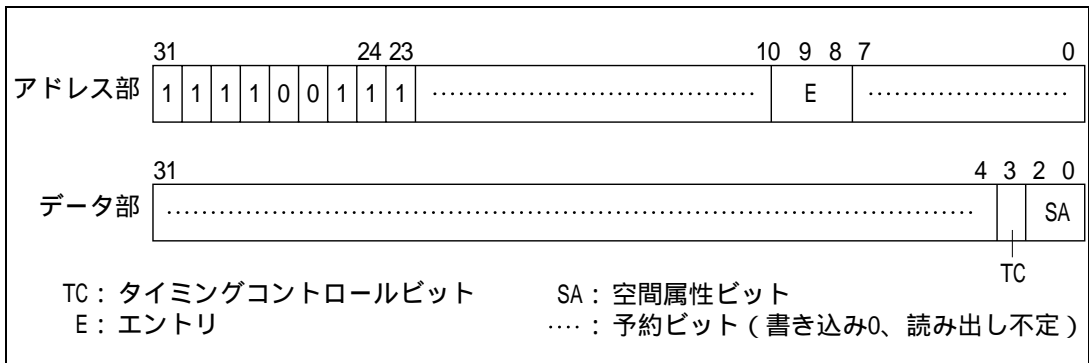 31 24 23 10 9 8 7 0
アドレス部 1 1 1 1 0 0 1 1 1 ………… E …………
31 4 3 2 0
データ部 ………… SA
TC
TC : タイミングコントロールビット SA : 空間属性ビット
E : エントリ ‥‥ : 予約ビット ( 書き込み0、読み出し不定 )